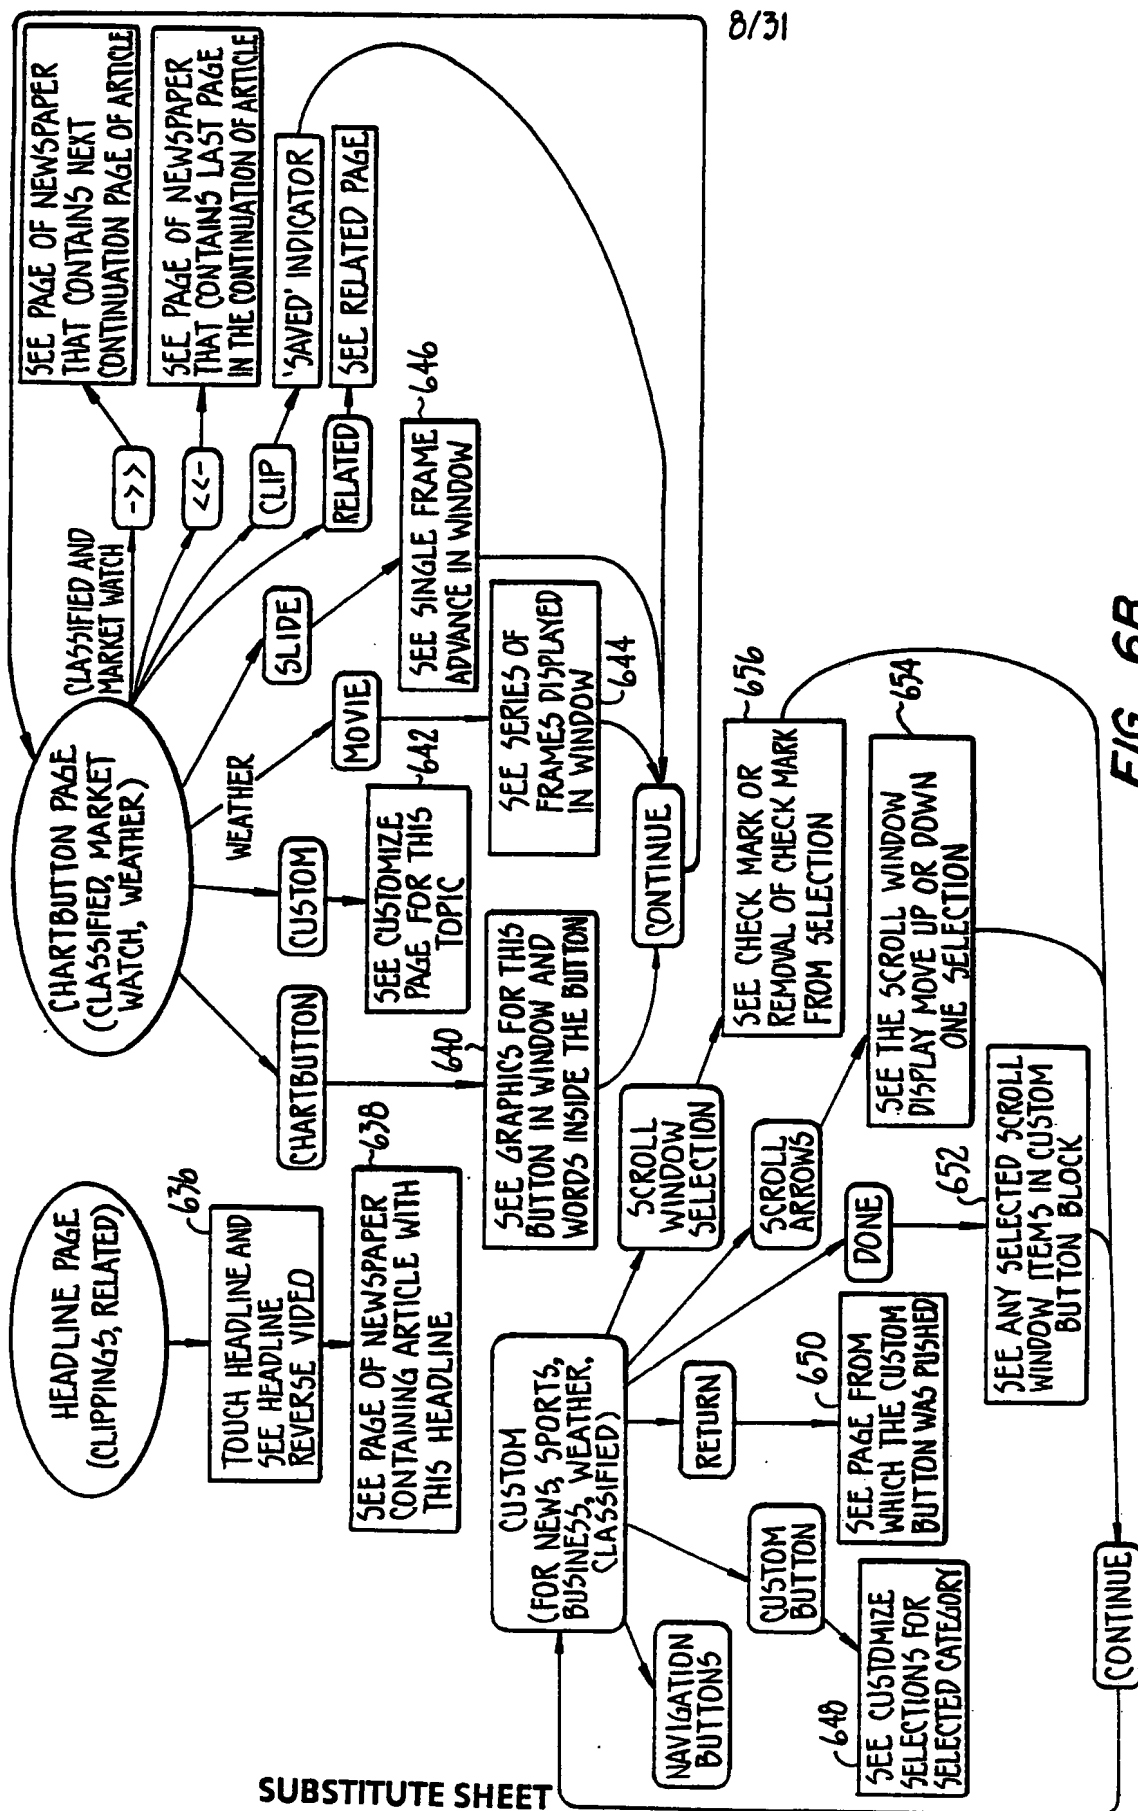 8/31
HEADLINE PAGE
(CLIPPINGS, RELATED)
636
TOUCH HEADLINE AND
SEE HEADLINE
REVERSE VIDEO
638
SEE PAGE OF NEWSPAPER
CONTAINING ARTICLE WITH
THIS HEADLINE
CHARTBUTTON PAGE
(CLASSIFIED, MARKET
WATCH, WEATHER)
CHARTBUTTON
640
SEE GRAPHICS FOR THIS
BUTTON IN WINDOW AND
WORDS INSIDE THE BUTTON
CUSTOM
642
SEE CUSTOMIZE
PAGE FOR THIS
TOPIC
WEATHER
MOVIE
SEE SERIES OF
FRAMES DISPLAYED
IN WINDOW
644
SLIDE
646
SEE SINGLE FRAME
ADVANCE IN WINDOW
CLASSIFIED AND
MARKET WATCH
->>
SEE PAGE OF NEWSPAPER
THAT CONTAINS NEXT
CONTINUATION PAGE OF ARTICLE
<<-
SEE PAGE OF NEWSPAPER
THAT CONTAINS LAST PAGE
IN THE CONTINUATION OF ARTICLE
CLIP
'SAVED' INDICATOR
RELATED
SEE RELATED PAGE
CONTINUE
CUSTOM
(FOR NEWS, SPORTS,
BUSINESS, WEATHER,
CLASSIFIED)
NAVIGATION
BUTTONS
CUSTOM
BUTTON
648
SEE CUSTOMIZE
SELECTIONS FOR
SELECTED CATEGORY
RETURN
650
SEE PAGE FROM
WHICH THE CUSTOM
BUTTON WAS PUSHED
DONE
652
SEE ANY SELECTED SCROLL
WINDOW ITEMS IN CUSTOM
BUTTON BLOCK
SCROLL
ARROWS
654
SEE THE SCROLL WINDOW
DISPLAY MOVE UP OR DOWN
ONE SELECTION
SCROLL
WINDOW
SELECTION
656
SEE CHECK MARK OR
REMOVAL OF CHECK MARK
FROM SELECTION
CONTINUE
FIG. 6B
SUBSTITUTE SHEET